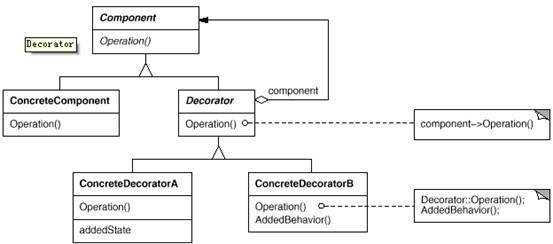 Component
Operation()
Decorator
component
ConcreteComponent
Operation()
Decorator
Operation()
component->Operation()
ConcreteDecoratorA
Operation()
addedState
ConcreteDecoratorB
Operation()
AddedBehavior()
Decorator::Operation();
AddedBehavior();